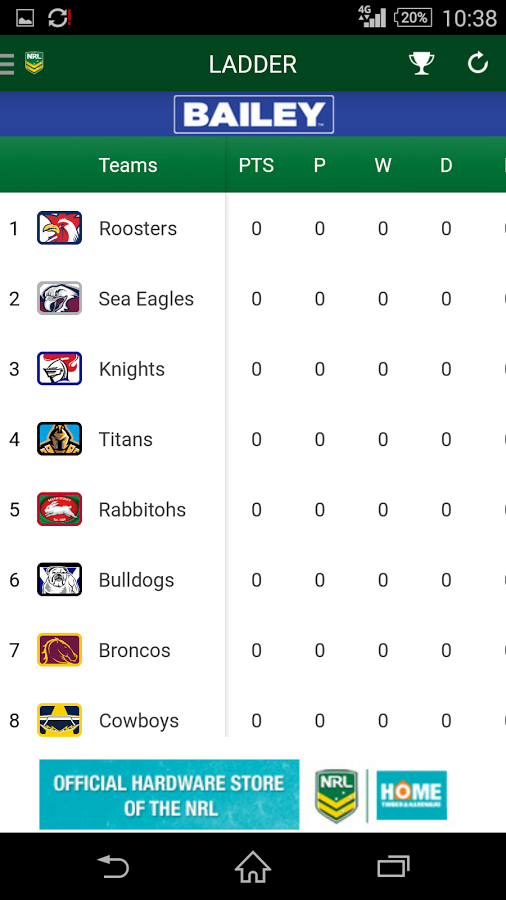 4G 20% 10:38
NRL LADDER
BAILEY
Teams PTS P W D
1 Roosters 0 0 0 0
2 Sea Eagles 0 0 0 0
3 Knights 0 0 0 0
4 Titans 0 0 0 0
5 Rabbitohs 0 0 0 0
6 Bulldogs 0 0 0 0
7 Broncos 0 0 0 0
8 Cowboys 0 0 0 0
OFFICIAL HARDWARE STORE
OF THE NRL
NRL
HOME
TIMBER & HARDWARE